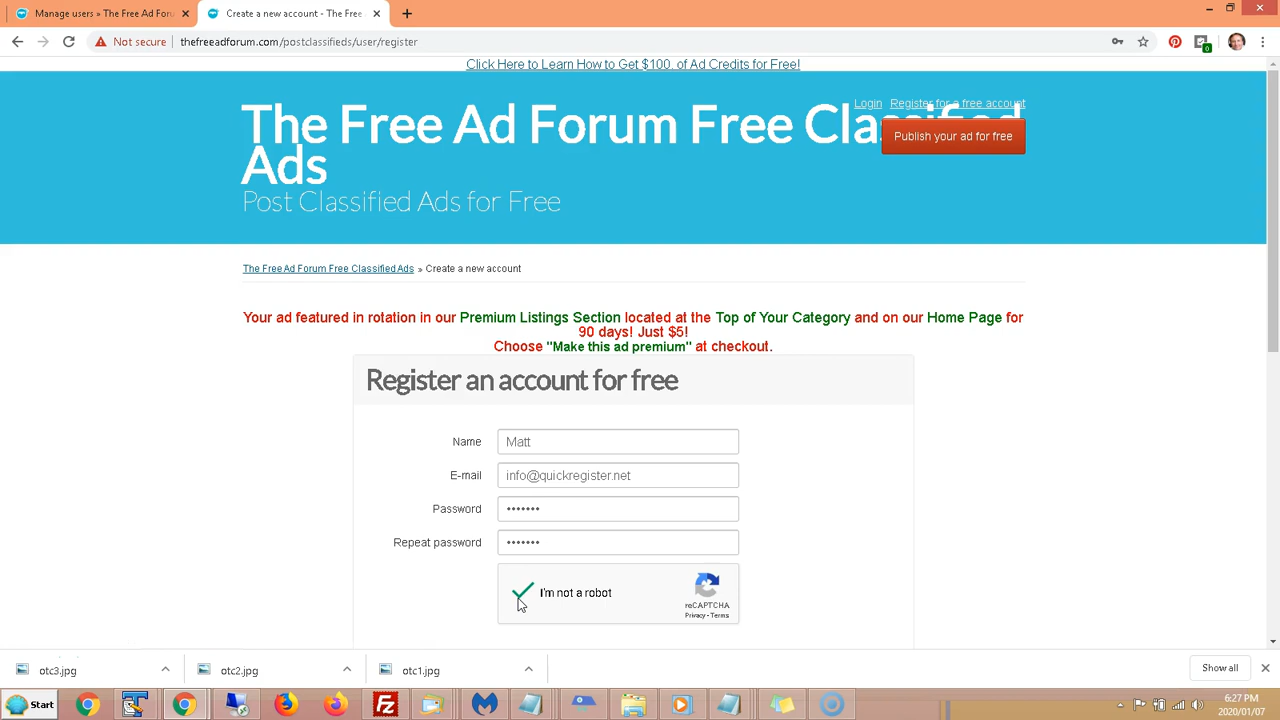 Manage users » The Free Ad Foru
Create a new account - The Free
Not secure
thefreeadforum.com/postclassifieds/user/register
0
Click Here to Learn How to Get $100. of Ad Credits for Free!
Login Register for a free account
The Free Ad Forum Free Classified
Ads
Publish your ad for free
Post Classified Ads for Free
The Free Ad Forum Free Classified Ads » Create a new account
Your ad featured in rotation in our Premium Listings Section located at the Top of Your Category and on our Home Page for
90 days! Just $5!
Choose "Make this ad premium" at checkout.
Register an account for free
Name Matt
E-mail info@quickregister.net
Password •••••••
Repeat password •••••••
I'm not a robot
reCAPTCHA
Privacy - Terms
otc3.jpg
otc2.jpg
otc1.jpg
Show all
Start
6:27 PM
2020/01/07